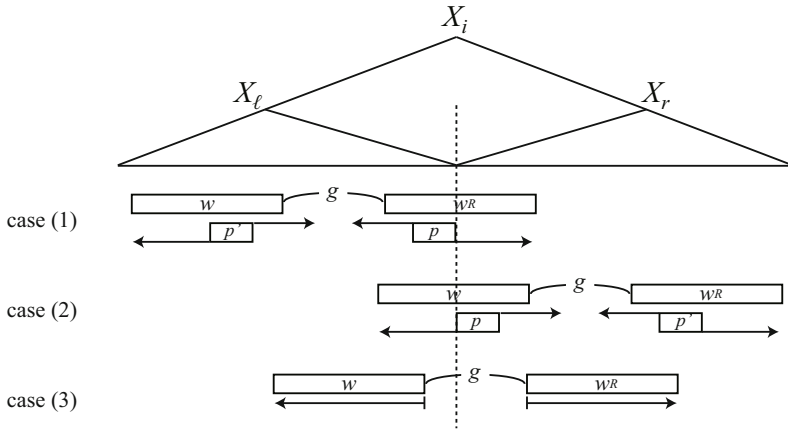 X_i
X_ℓ X_r
case (1) w g w^R
p' p
case (2) w g w^R
p p'
case (3) w g w^R